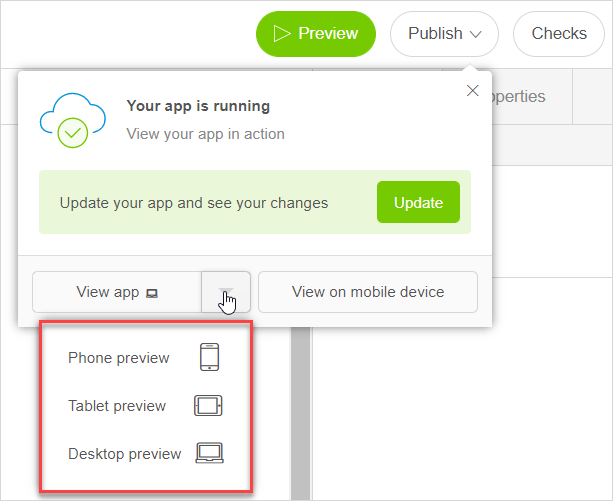 Preview
Publish
Checks
Your app is running
View your app in action
operties
Update your app and see your changes
Update
View app
View on mobile device
Phone preview
Tablet preview
Desktop preview